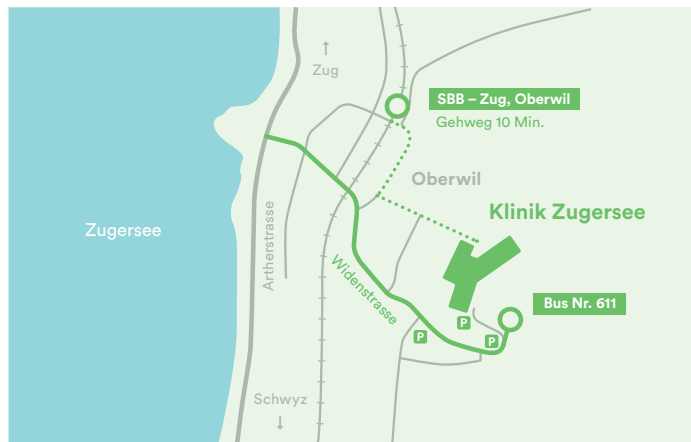 Zug
SBB – Zug, Oberwil
Gehweg 10 Min.
Oberwil
Klinik Zugersee
Zugersee
Artherstrasse
Widenstrasse
Bus Nr. 611
P
P
P
Schwyz